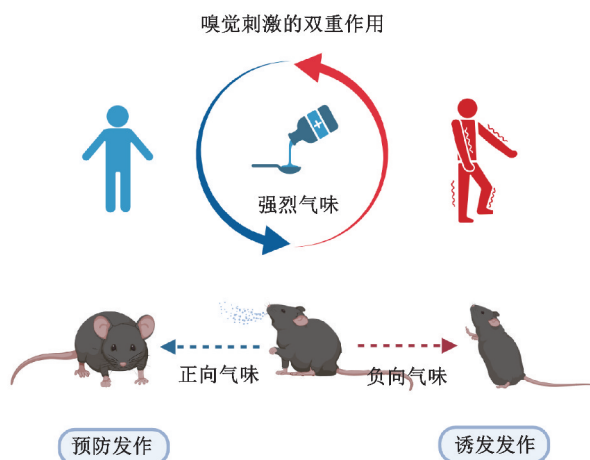 嗅觉刺激的双重作用
强烈气味
正向气味
负向气味
预防发作
诱发发作